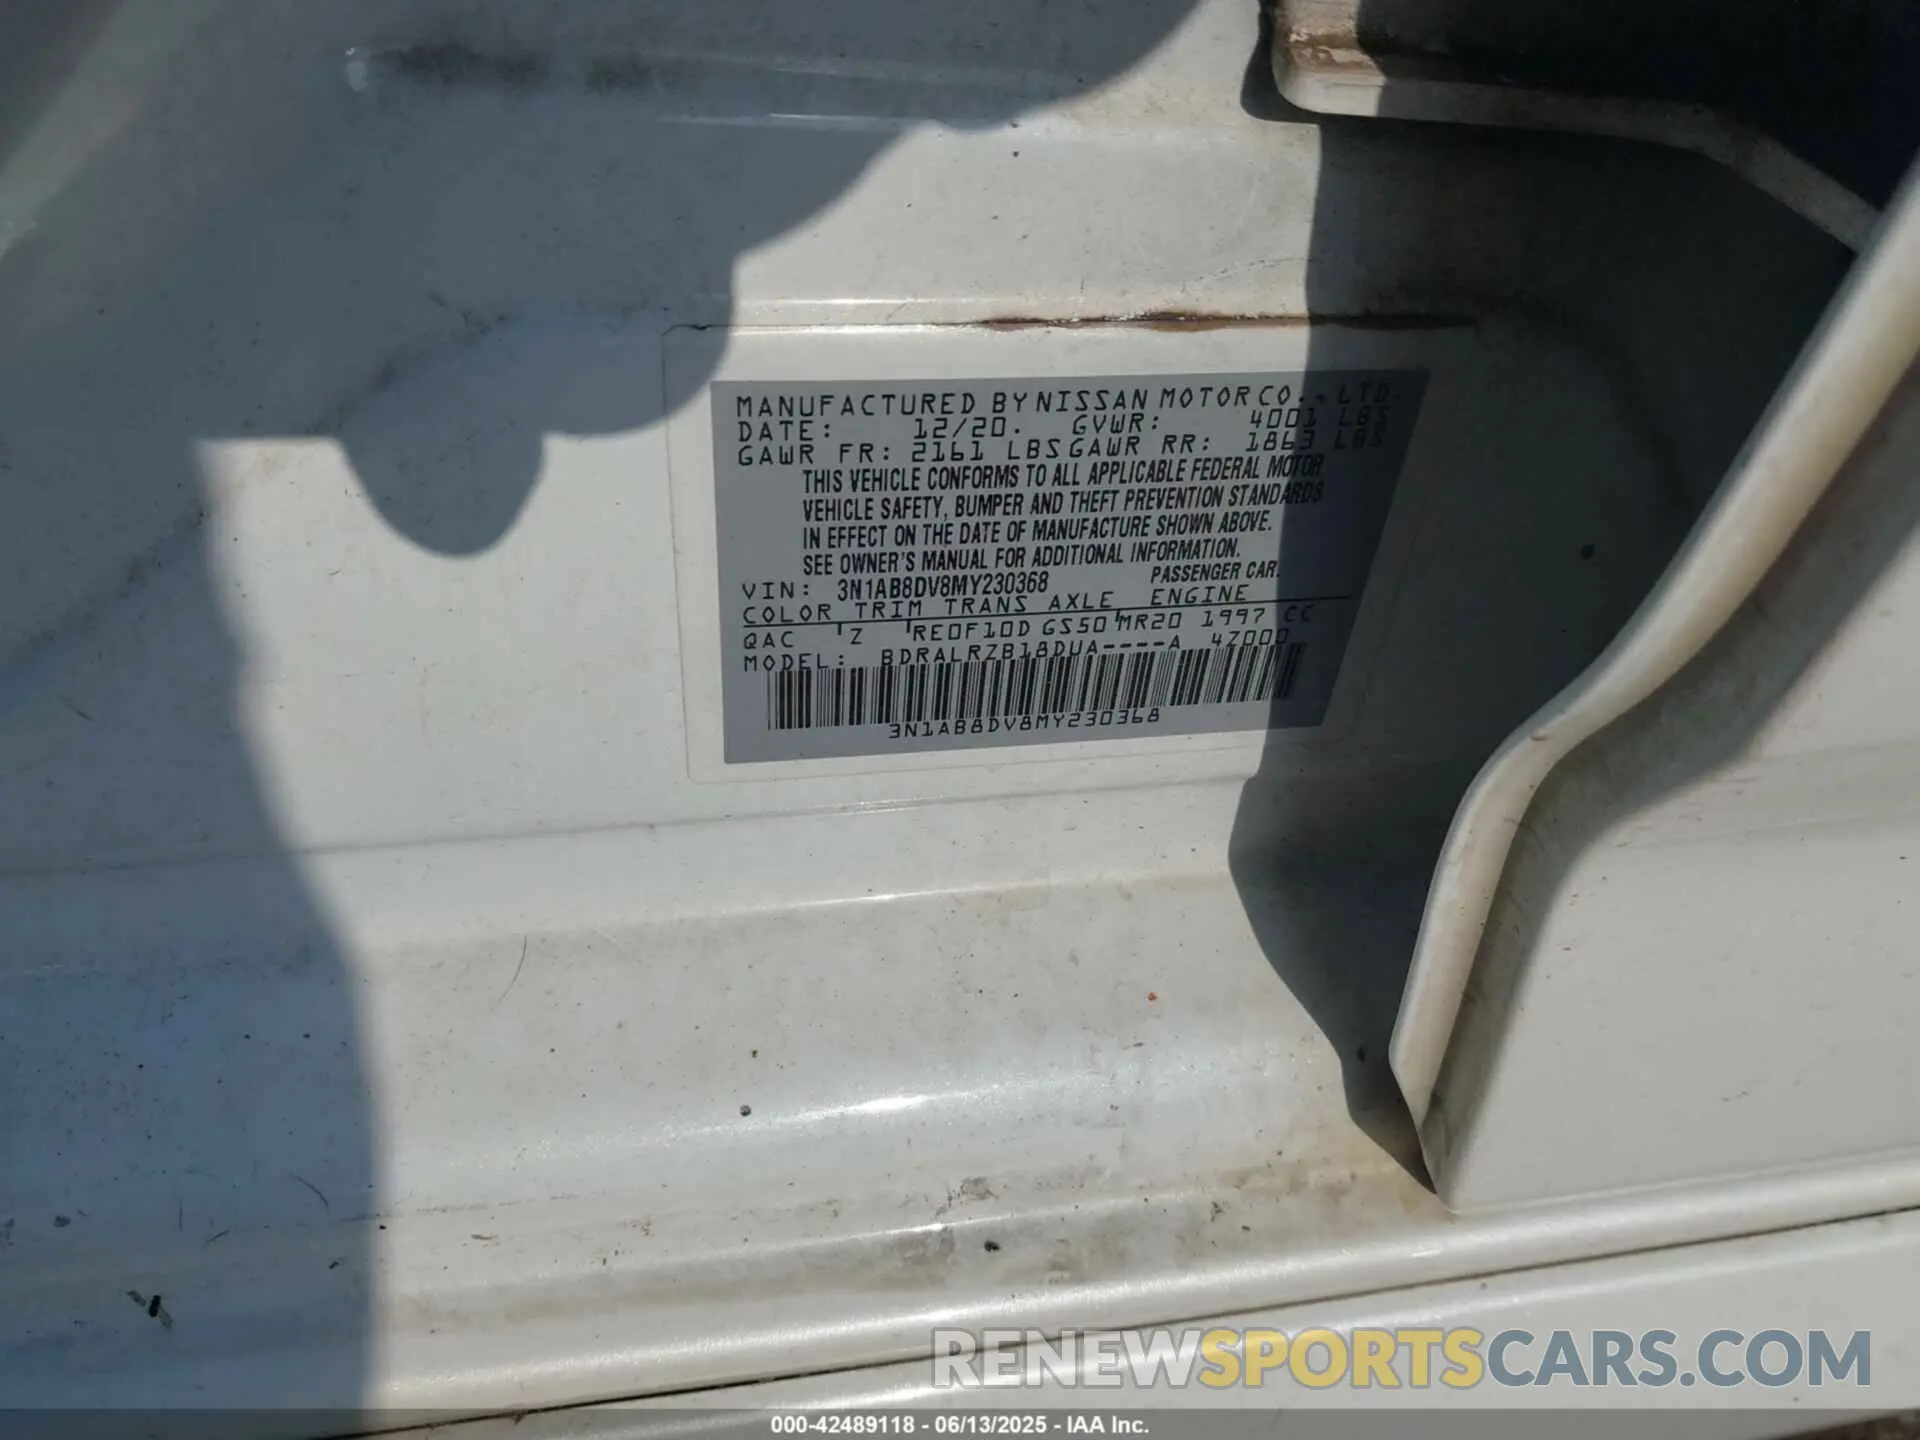 MANUFACTURED BY NISSAN MOTOR CO., LTD.
DATE: 12/20. GVWR: 4001 LBS
GAWR FR: 2161 LBS GAWR RR: 1863 LBS
THIS VEHICLE CONFORMS TO ALL APPLICABLE FEDERAL MOTOR
VEHICLE SAFETY, BUMPER AND THEFT PREVENTION STANDARDS
IN EFFECT ON THE DATE OF MANUFACTURE SHOWN ABOVE.
SEE OWNER'S MANUAL FOR ADDITIONAL INFORMATION.
VIN: 3N1AB8DV8MY230368 PASSENGER CAR.
COLOR TRIM TRANS AXLE ENGINE
QAC Z RE0F10D GS50 MR20 1997 CC
MODEL: BDRALRZB18DUA----A 4Z000
3N1AB8DV8MY230368
RENEWSPORTSCARS.COM
000-42489118 - 06/13/2025 - IAA Inc.